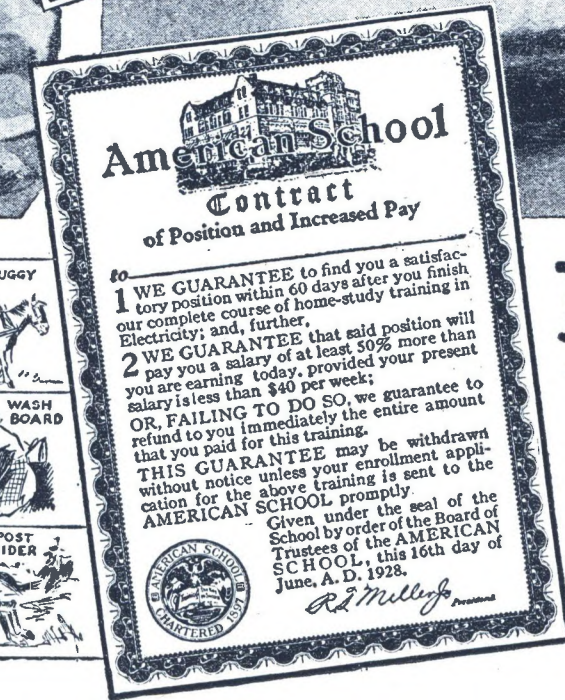 American School
Contract
of Position and Increased Pay
to
1 WE GUARANTEE to find you a satisfac-
tory position within 60 days after you finish
our complete course of home-study training in
Electricity; and, further,
2 WE GUARANTEE that said position will
pay you a salary of at least 50% more than
you are earning today, provided your present
salary is less than $40 per week;
OR, FAILING TO DO SO, we guarantee to
refund to you immediately the entire amount
that you paid for this training.
THIS GUARANTEE may be withdrawn
without notice unless your enrollment appli-
cation for the above training is sent to the
AMERICAN SCHOOL promptly.
Given under the seal of the
School by order of the Board of
Trustees of the AMERICAN
SCHOOL, this 16th day of
June, A. D. 1928.
R T Miller Jr President
AMERICAN SCHOOL
CHARTERED 1897
UGGY
WASH
BOARD
POST
IDER